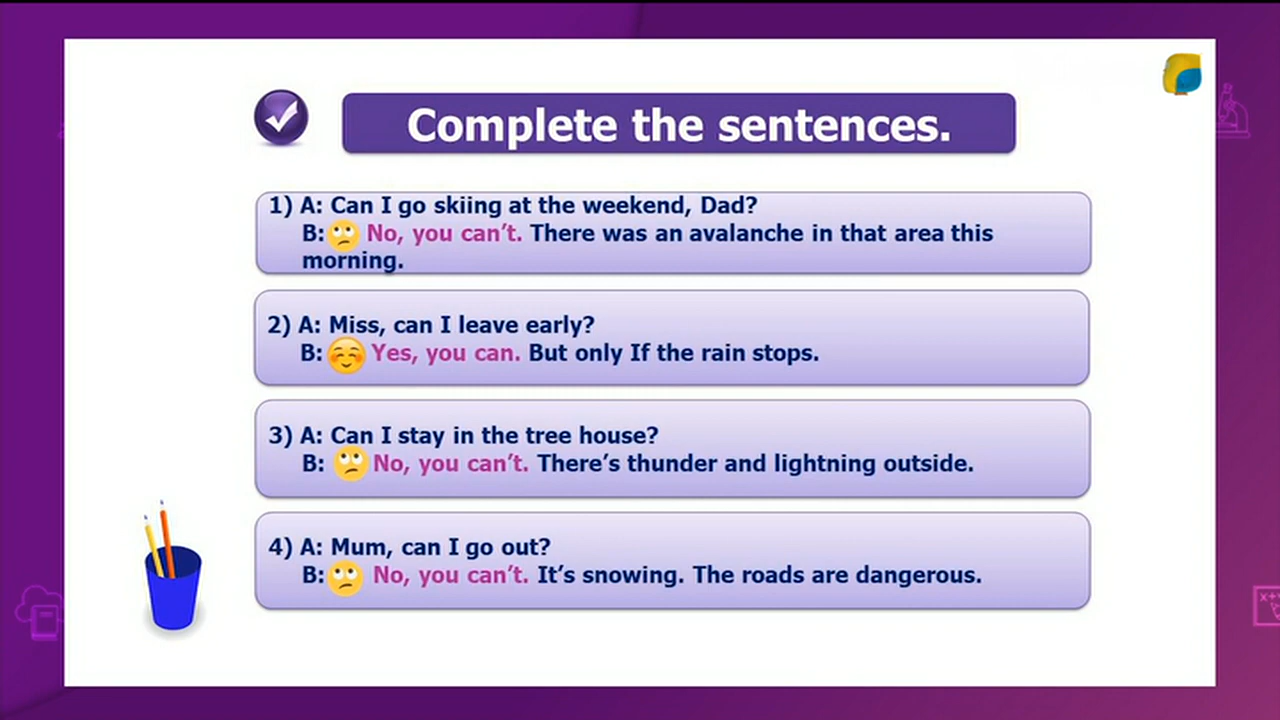 Complete the sentences.
1) A: Can I go skiing at the weekend, Dad?
B: No, you can’t. There was an avalanche in that area this
morning.
2) A: Miss, can I leave early?
B: Yes, you can. But only If the rain stops.
3) A: Can I stay in the tree house?
B: No, you can’t. There’s thunder and lightning outside.
4) A: Mum, can I go out?
B: No, you can’t. It’s snowing. The roads are dangerous.